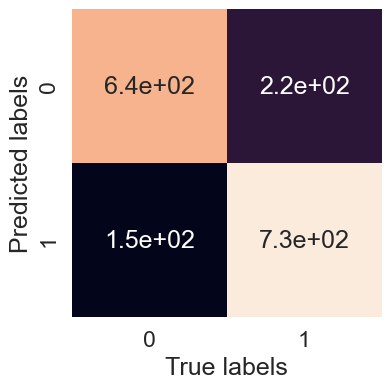 Predicted labels
0
6.4e+02 2.2e+02
1
1.5e+02 7.3e+02
0 1
True labels